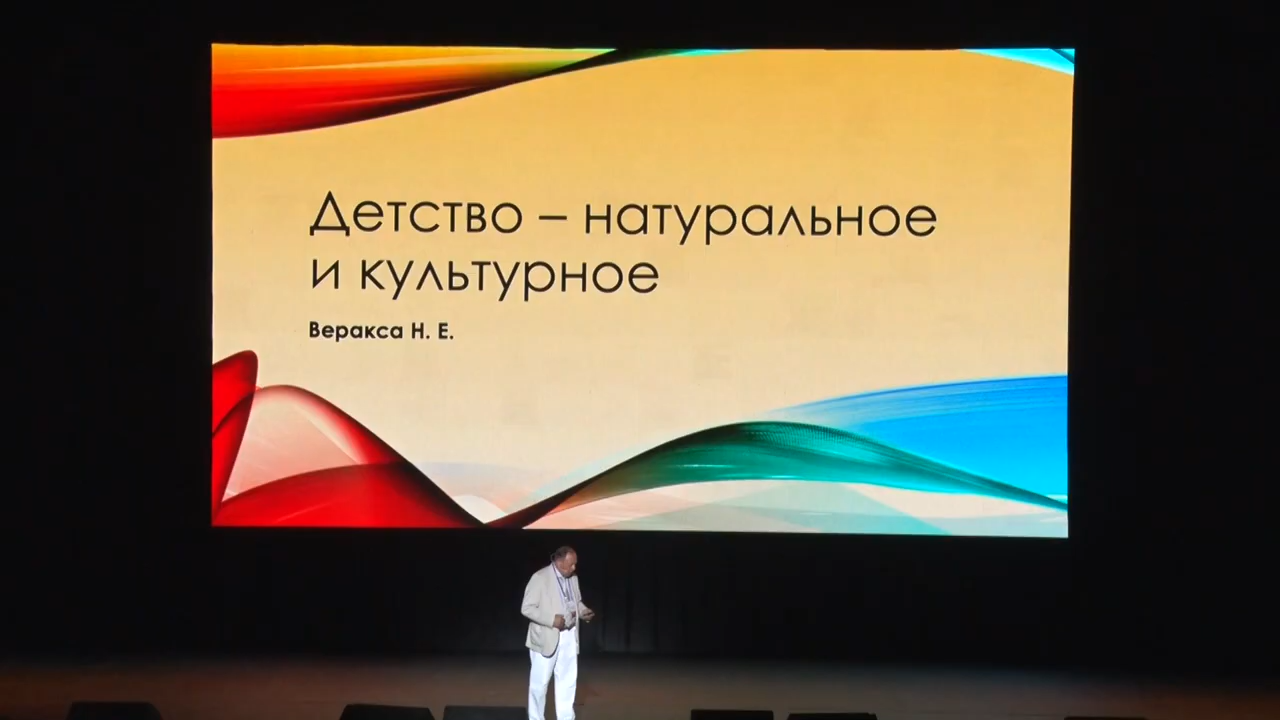 Детство – натуральное
и культурное
Веракса Н. Е.